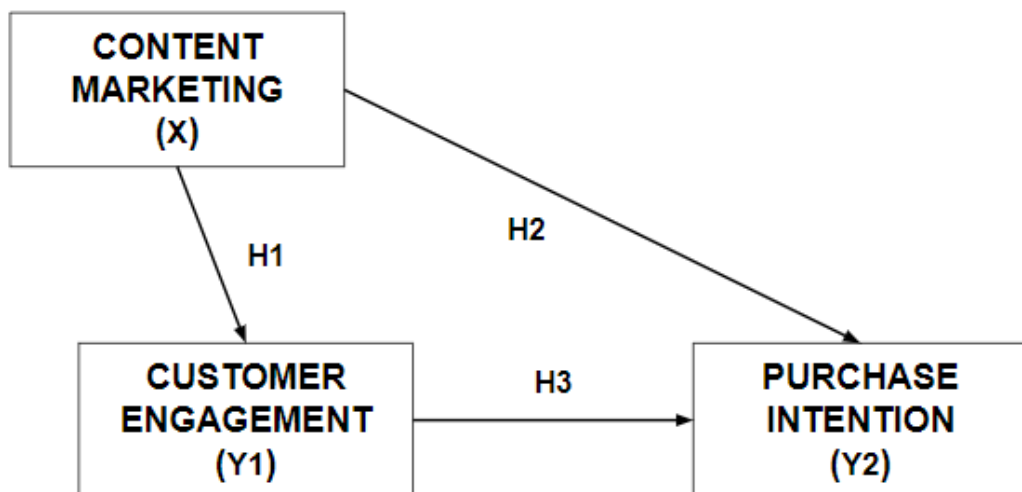 CONTENT
MARKETING
(X)
H2
H1
CUSTOMER
ENGAGEMENT
(Y1)
H3
PURCHASE
INTENTION
(Y2)